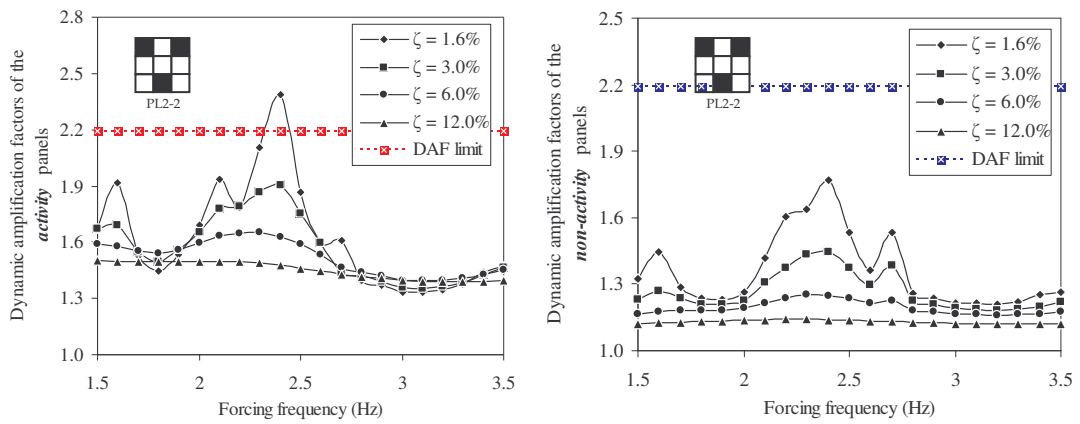 Dynamic amplification factors of the
activity panels
2.8
2.5
2.2
1.9
1.6
1.3
1.0
PL2-2
ζ = 1.6%
ζ = 3.0%
ζ = 6.0%
ζ = 12.0%
DAF limit
1.5
2
2.5
3
3.5
Forcing frequency (Hz)
Dynamic amplification factors of the
non-activity panels
2.5
2.2
1.9
1.6
1.3
1.0
PL2-2
ζ = 1.6%
ζ = 3.0%
ζ = 6.0%
ζ = 12.0%
DAF limit
1.5
2
2.5
3
3.5
Forcing frequency (Hz)